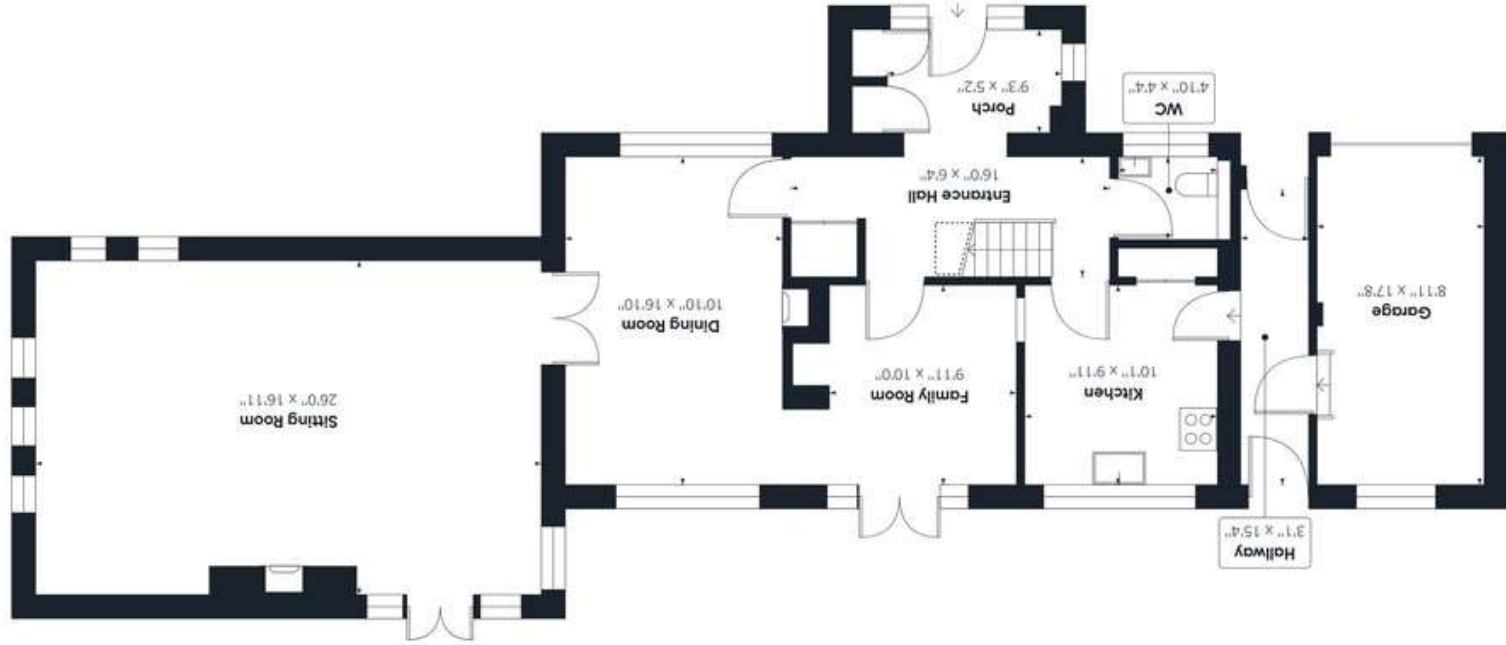 Hallway
3'1'' x 15'4''
Sitting Room
26'0'' x 16'11''
Kitchen
10'1'' x 9'11''
Family Room
9'11'' x 10'0''
Garage
8'11'' x 17'8''
Dining Room
10'10'' x 16'10''
Entrance Hall
16'0'' x 6'4''
WC
4'10'' x 4'4''
Porch
9'3'' x 5'2''